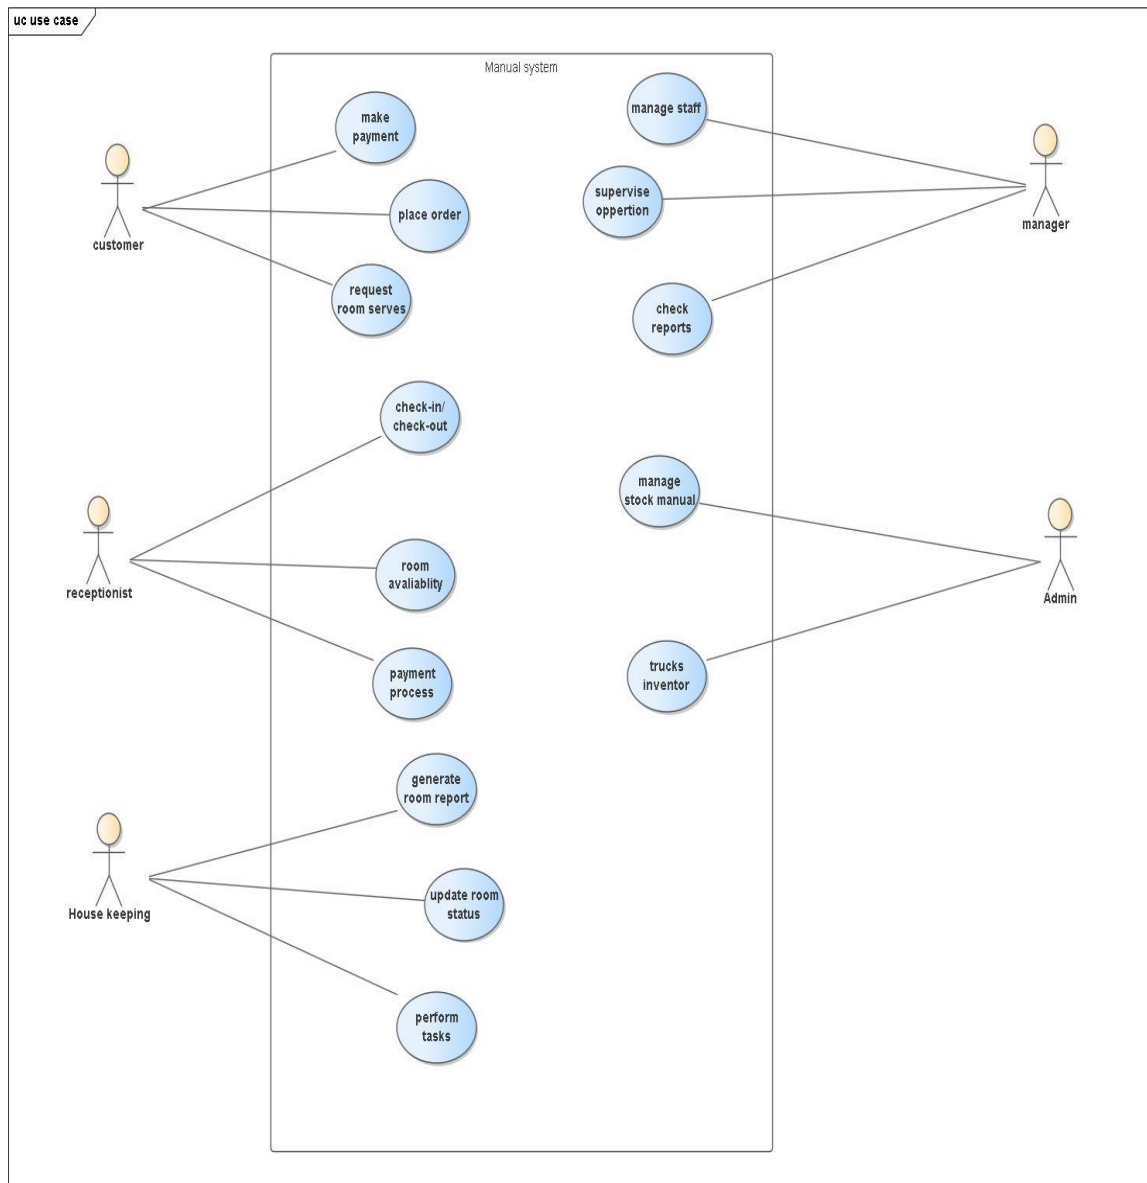 uc use case
Manual system
make
payment
place order
request
room serves
customer
manage staff
supervise
oppertion
check
reports
manager
check-in/
check-out
room
avaliablity
payment
process
receptionist
manage
stock manual
trucks
inventor
Admin
generate
room report
update room
status
perform
tasks
House keeping